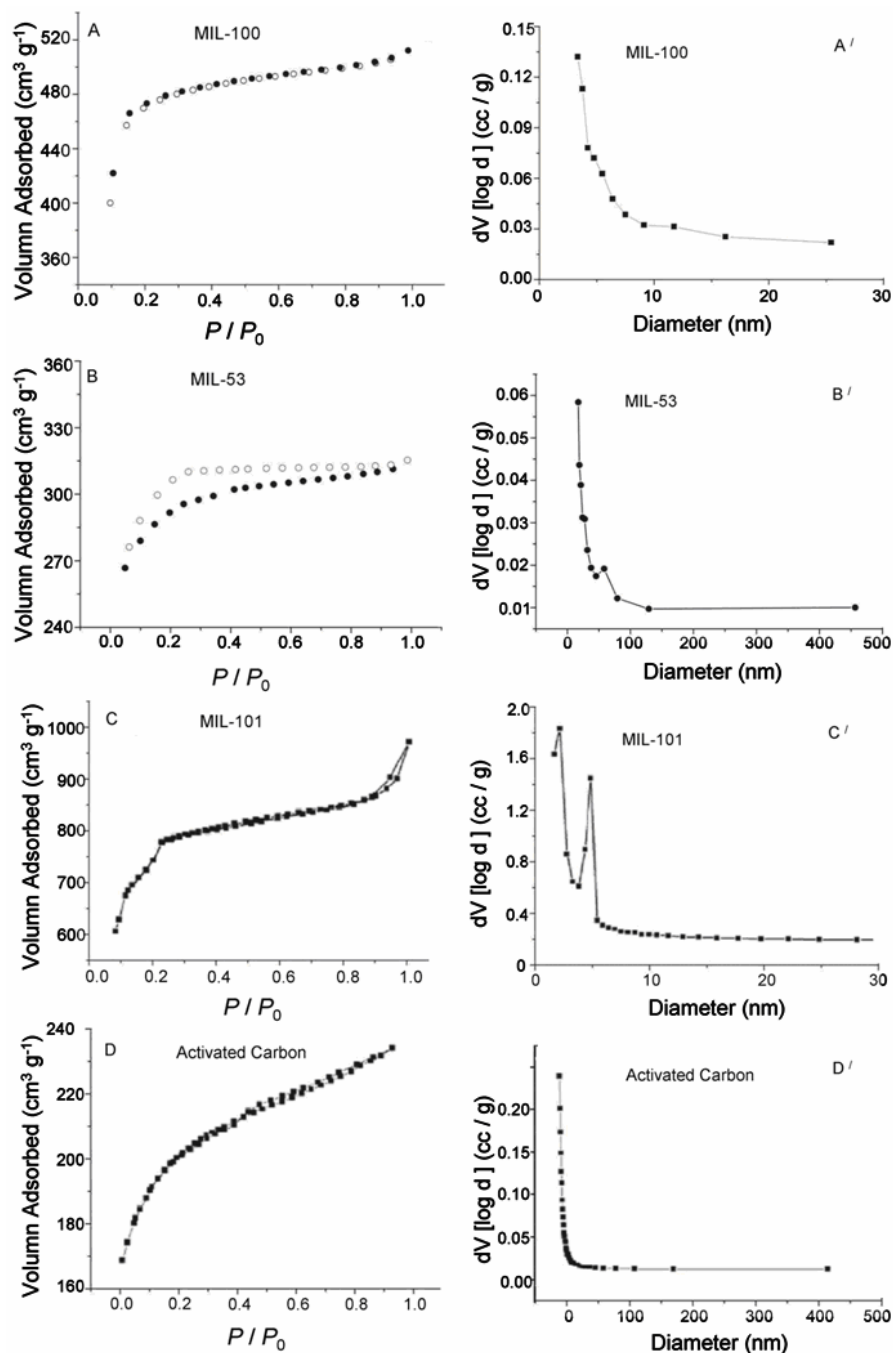 A
MIL-100
Volumn Adsorbed (cm³ g⁻¹)
520
480
440
400
360
0.0 0.2 0.4 0.6 0.8 1.0
P / P₀
A /
MIL-100
dV [log d ] (cc / g)
0.15
0.12
0.09
0.06
0.03
0.00
0 10 20 30
Diameter (nm)
B
MIL-53
Volumn Adsorbed (cm³ g⁻¹)
360
330
300
270
240
0.0 0.2 0.4 0.6 0.8 1.0
P / P₀
B /
MIL-53
dV [log d ] (cc / g)
0.06
0.05
0.04
0.03
0.02
0.01
0 100 200 300 400 500
Diameter (nm)
C
MIL-101
Volumn Adsorbed (cm³ g⁻¹)
1000
900
800
700
600
0.0 0.2 0.4 0.6 0.8 1.0
P / P₀
C /
MIL-101
dV [log d ] (cc / g)
2.0
1.6
1.2
0.8
0.4
0
0 10 20 30
Diameter (nm)
D
Activated Carbon
Volumn Adsorbed (cm³ g⁻¹)
240
220
200
180
160
0.0 0.2 0.4 0.6 0.8 1.0
P / P₀
D /
Activated Carbon
dV [log d ] (cc / g)
0.20
0.15
0.10
0.05
0.00
0 100 200 300 400 500
Diameter (nm)